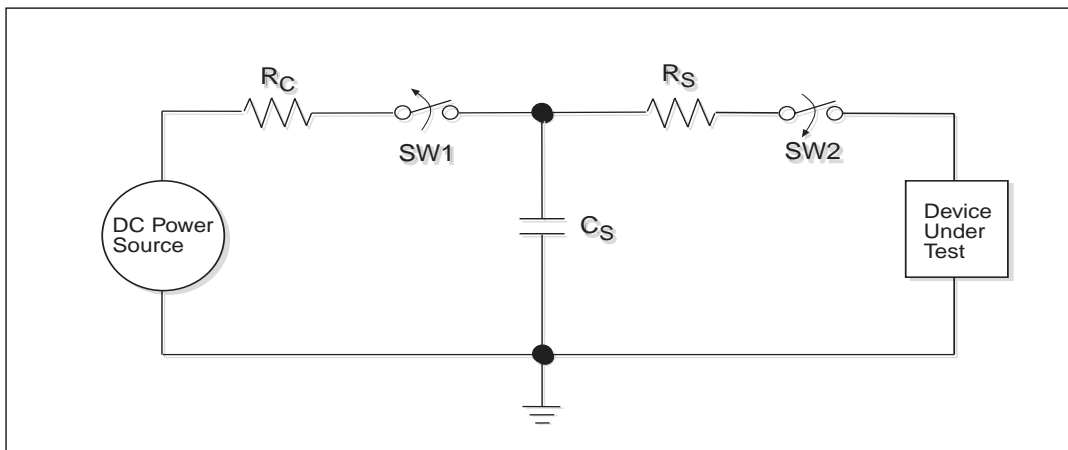 RC
RS
SW1
SW2
DC Power
Source
CS
Device
Under
Test